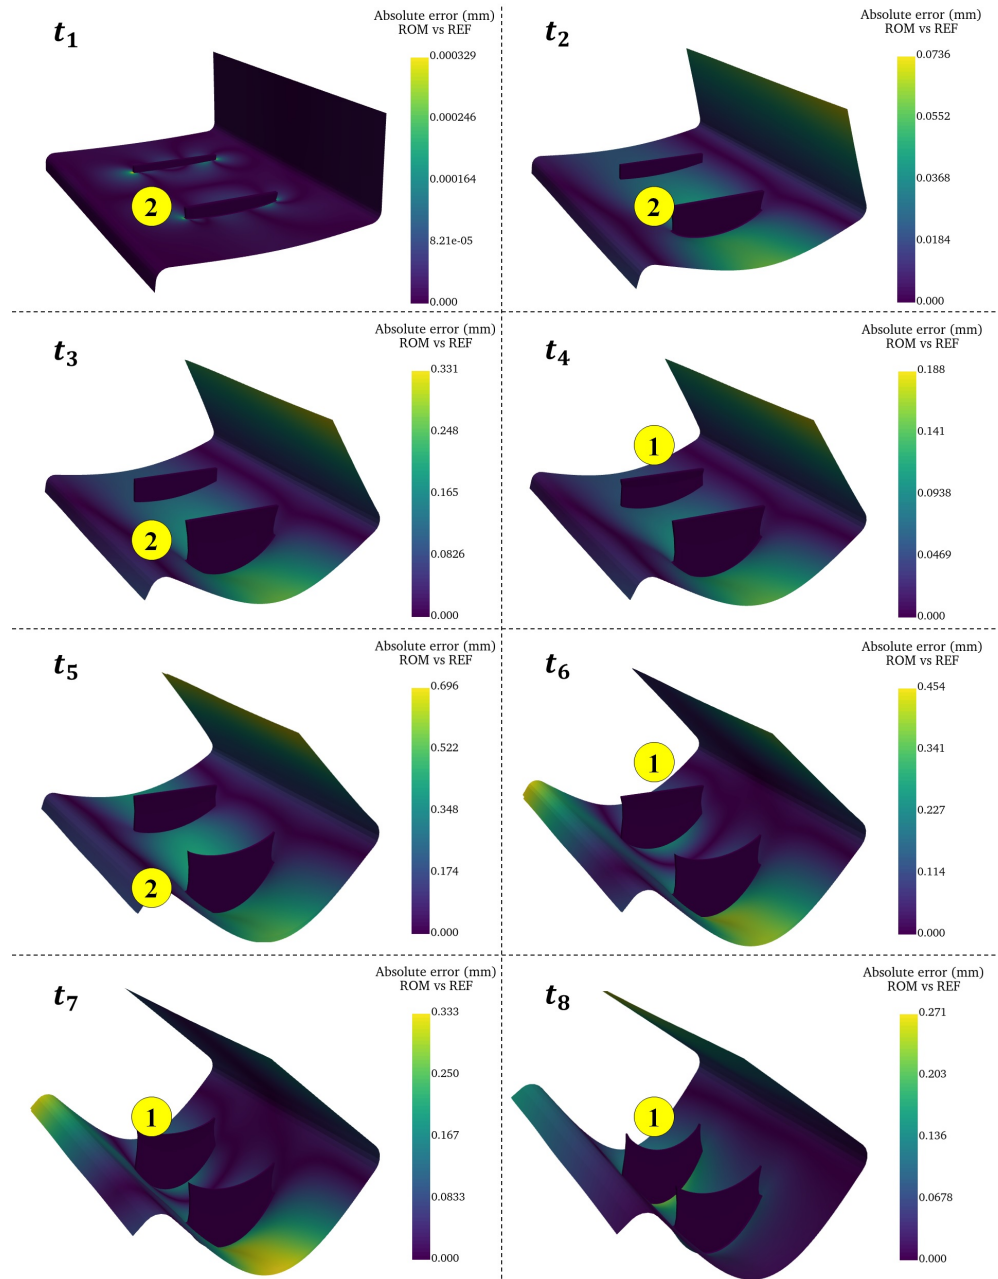 t1
Absolute error (mm)
ROM vs REF
0.000329
0.000246
0.000164
8.21e-05
0.000
2
t2
Absolute error (mm)
ROM vs REF
0.0736
0.0552
0.0368
0.0184
0.000
2
t3
Absolute error (mm)
ROM vs REF
0.331
0.248
0.165
0.0826
0.000
2
t4
Absolute error (mm)
ROM vs REF
0.188
0.141
0.0938
0.0469
0.000
1
t5
Absolute error (mm)
ROM vs REF
0.696
0.522
0.348
0.174
0.000
2
t6
Absolute error (mm)
ROM vs REF
0.454
0.341
0.227
0.114
0.000
1
t7
Absolute error (mm)
ROM vs REF
0.333
0.250
0.167
0.0833
0.000
1
t8
Absolute error (mm)
ROM vs REF
0.271
0.203
0.136
0.0678
0.000
1